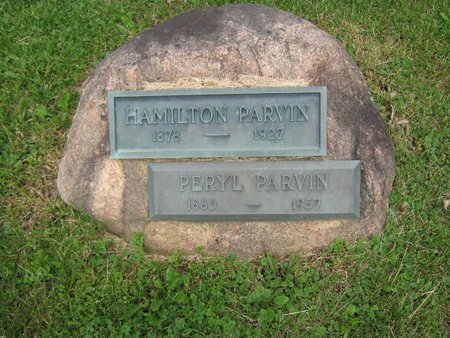 HAMILTON PARVIN
1878 — 1927
PERYL PARVIN
1880 — 1957